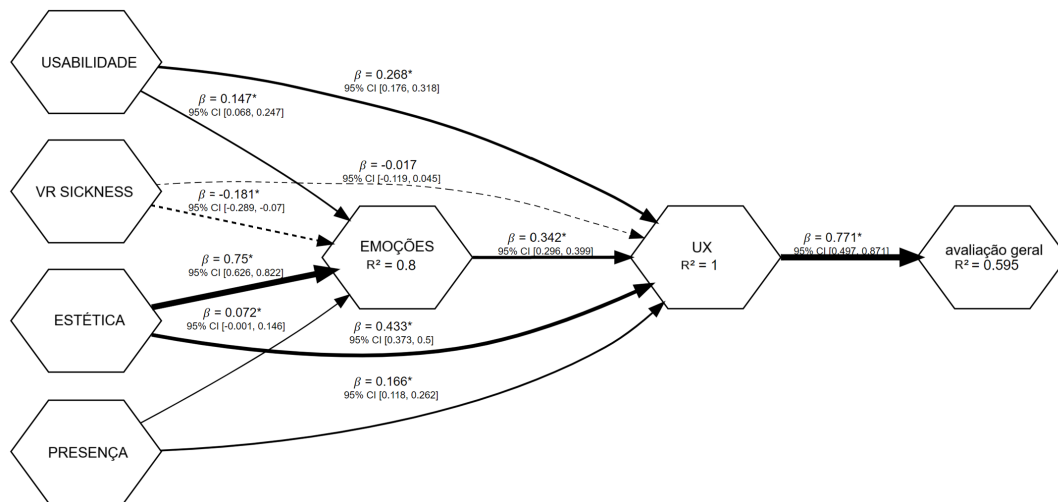 USABILIDADE
β = 0.268*
95% CI [0.176, 0.318]
β = 0.147*
95% CI [0.068, 0.247]
VR SICKNESS
β = -0.017
95% CI [-0.119, 0.045]
β = -0.181*
95% CI [-0.289, -0.07]
EMOÇÕES
R² = 0.8
β = 0.342*
95% CI [0.296, 0.399]
UX
R² = 1
β = 0.771*
95% CI [0.497, 0.871]
avaliação geral
R² = 0.595
β = 0.75*
95% CI [0.626, 0.822]
ESTÉTICA
β = 0.072*
95% CI [-0.001, 0.146]
β = 0.433*
95% CI [0.373, 0.5]
β = 0.166*
95% CI [0.118, 0.262]
PRESENÇA